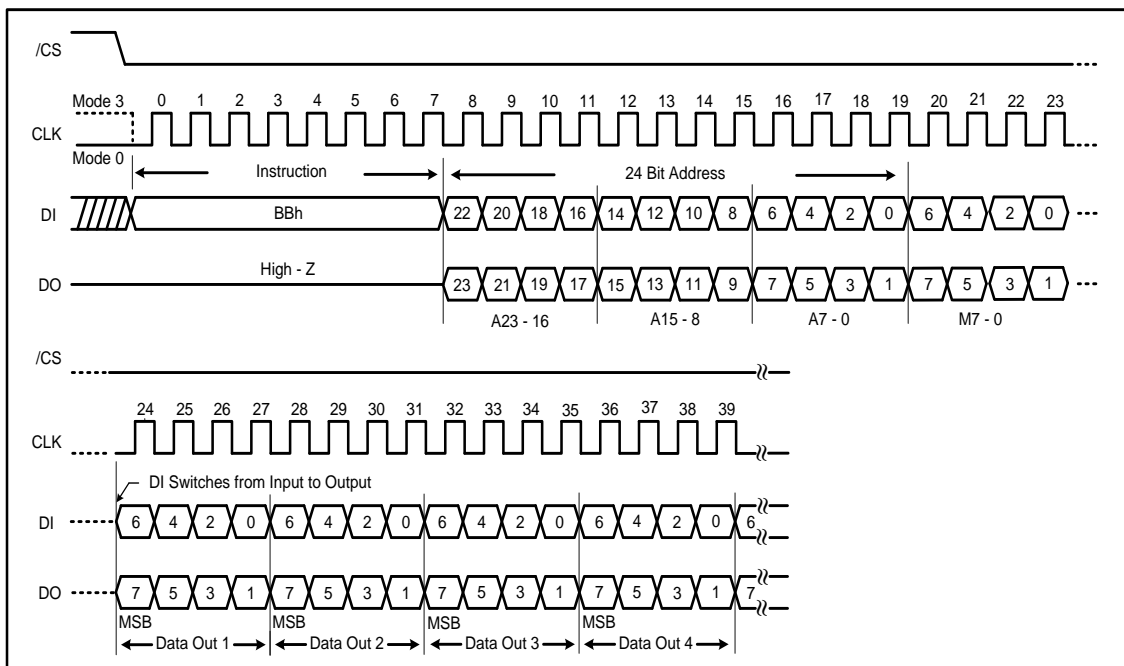 /CS
Mode 3 0 1 2 3 4 5 6 7 8 9 10 11 12 13 14 15 16 17 18 19 20 21 22 23
CLK
Mode 0 Instruction 24 Bit Address
DI BBh 22 20 18 16 14 12 10 8 6 4 2 0 6 4 2 0
High - Z
DO 23 21 19 17 15 13 11 9 7 5 3 1 7 5 3 1
A23 - 16 A15 - 8 A7 - 0 M7 - 0
/CS
24 25 26 27 28 29 30 31 32 33 34 35 36 37 38 39
CLK
DI Switches from Input to Output
DI 6 4 2 0 6 4 2 0 6 4 2 0 6 4 2 0 6
DO 7 5 3 1 7 5 3 1 7 5 3 1 7 5 3 1 7
MSB MSB MSB MSB
Data Out 1 Data Out 2 Data Out 3 Data Out 4